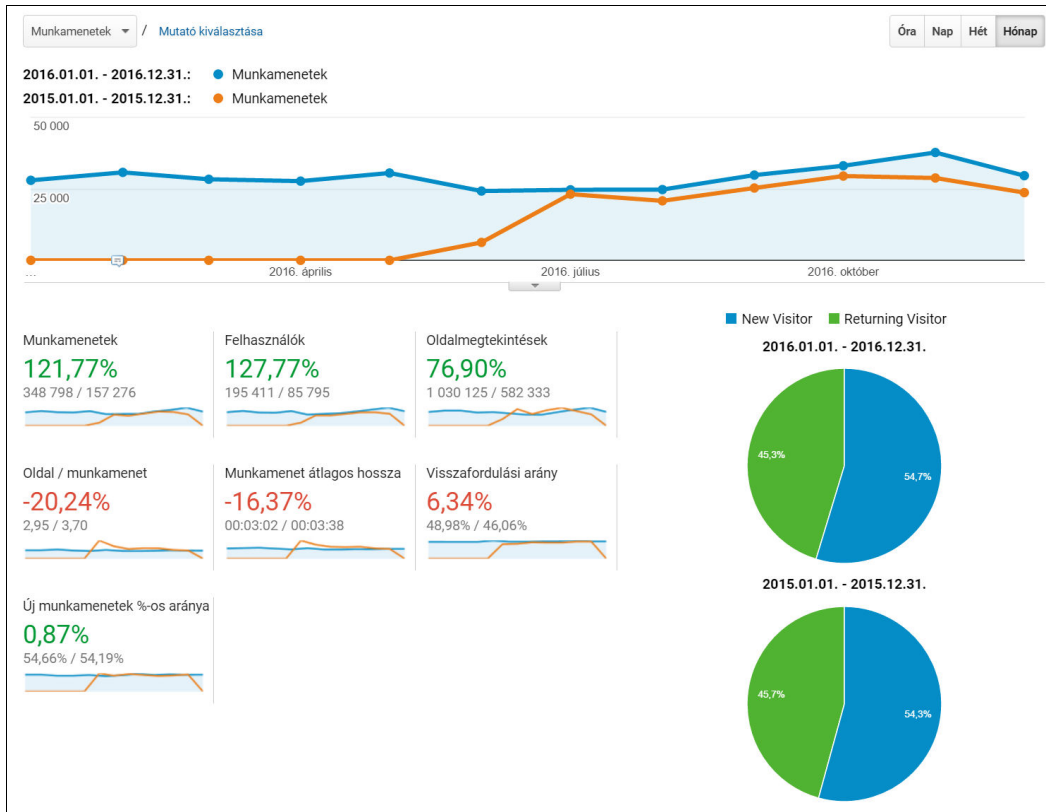 Munkamenetek / Mutató kiválasztása
Óra Nap Hét Hónap
2016.01.01. - 2016.12.31.: Munkamenetek
2015.01.01. - 2015.12.31.: Munkamenetek
50 000
25 000
... 2016. április 2016. július 2016. október
New Visitor Returning Visitor
Munkamenetek
121,77%
348 798 / 157 276
Felhasználók
127,77%
195 411 / 85 795
Oldalmegtekintések
76,90%
1 030 125 / 582 333
Oldal / munkamenet
-20,24%
2,95 / 3,70
Munkamenet átlagos hossza
-16,37%
00:03:02 / 00:03:38
Visszafordulási arány
6,34%
48,98% / 46,06%
Új munkamenetek %-os aránya
0,87%
54,66% / 54,19%
2016.01.01. - 2016.12.31.
45,3%
54,7%
2015.01.01. - 2015.12.31.
45,7%
54,3%